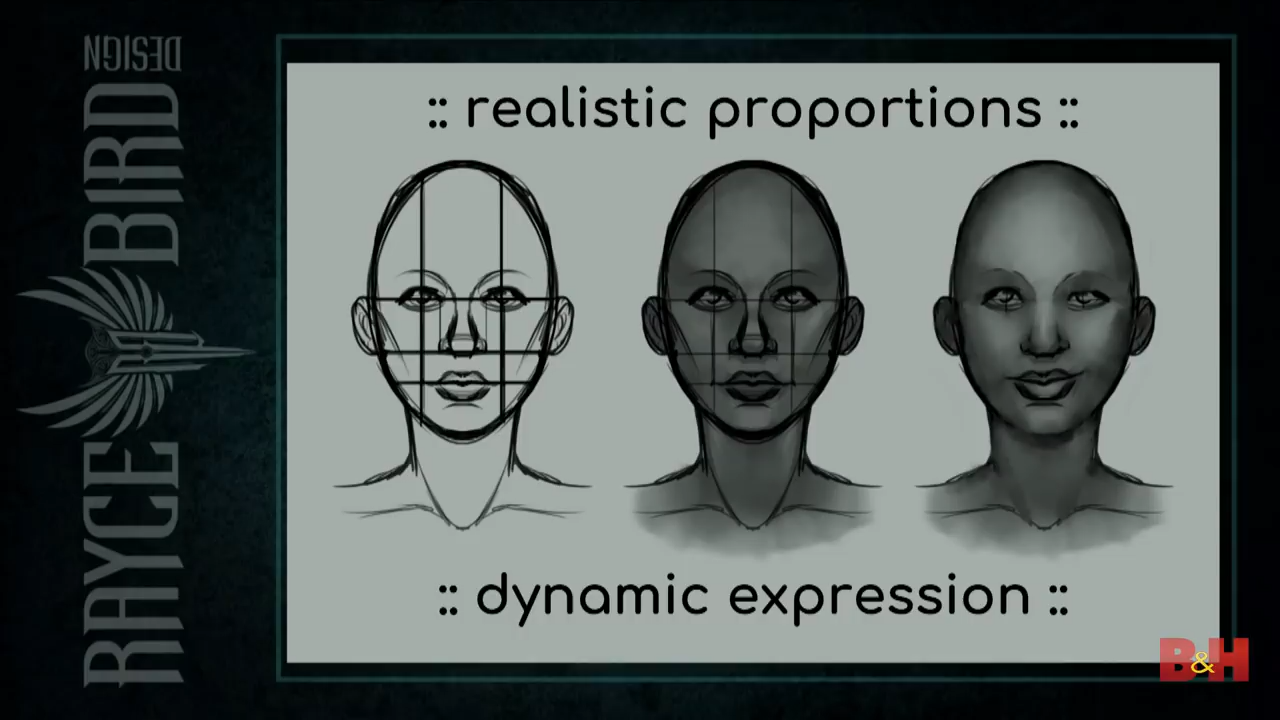 RAYCE BIRD DESIGN
:: realistic proportions ::
:: dynamic expression ::
B&H